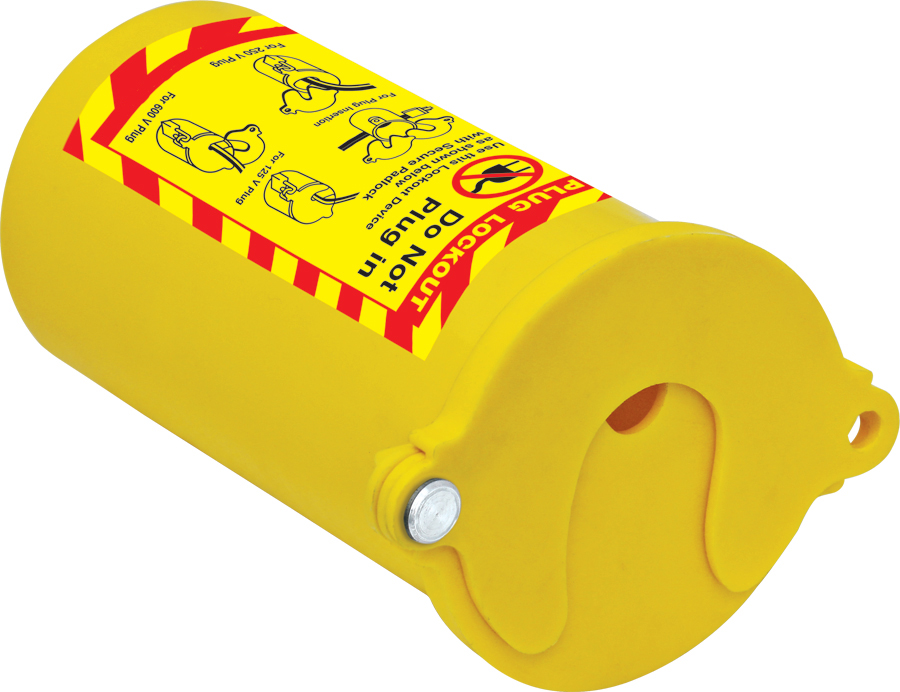 PLUG LOCKOUT
Do Not
Plug in
Use this Lockout Device
as shown below
with Secure Padlock
For Plug Insertion
For 125 V Plug
For 250 V Plug
For 600 V Plug